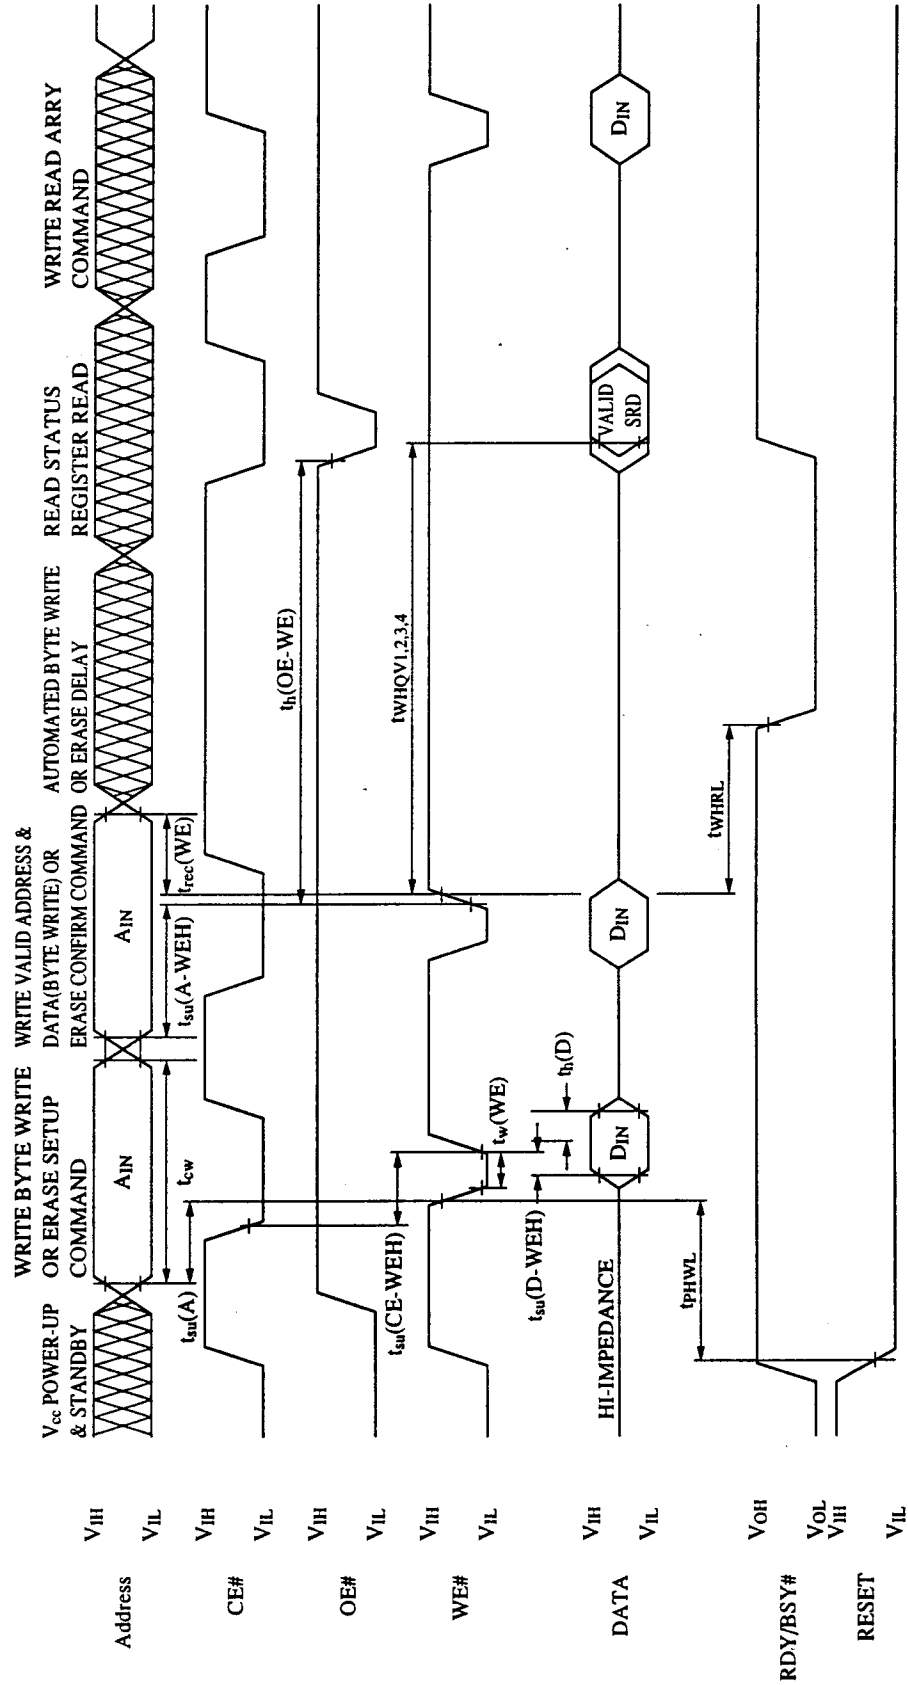 Vcc POWER-UP
& STANDBY
WRITE BYTE WRITE
OR ERASE SETUP
COMMAND
WRITE VALID ADDRESS &
DATA(BYTE WRITE) OR
ERASE CONFIRM COMMAND
AUTOMATED BYTE WRITE
OR ERASE DELAY
READ STATUS
REGISTER READ
WRITE READ ARRY
COMMAND
Address
VIH
VIL
AIN
AIN
tsu(A)
tcw
tsu(A-WEH)
trec(WE)
CE#
VIH
VIL
OE#
VIH
VIL
tsu(CE-WEH)
th(OE-WE)
WE#
VIH
VIL
tw(WE)
tWHQV1,2,3,4
tsu(D-WEH)
th(D)
DATA
VIH
VIL
HI-IMPEDANCE
DIN
DIN
VALID
SRD
DIN
tPHWL
tWHRL
RDY/BSY#
VOH
VOL
RESET
VIH
VIL